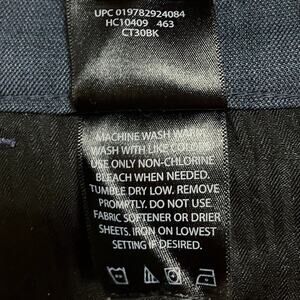 UPC 019782924084
HC10409 463
CT30BK
MACHINE WASH WARM
WASH WITH LIKE COLORS
USE ONLY NON-CHLORINE
BLEACH WHEN NEEDED.
TUMBLE DRY LOW. REMOVE
PROMPTLY. DO NOT USE
FABRIC SOFTENER OR DRIER
SHEETS. IRON ON LOWEST
SETTING IF DESIRED.